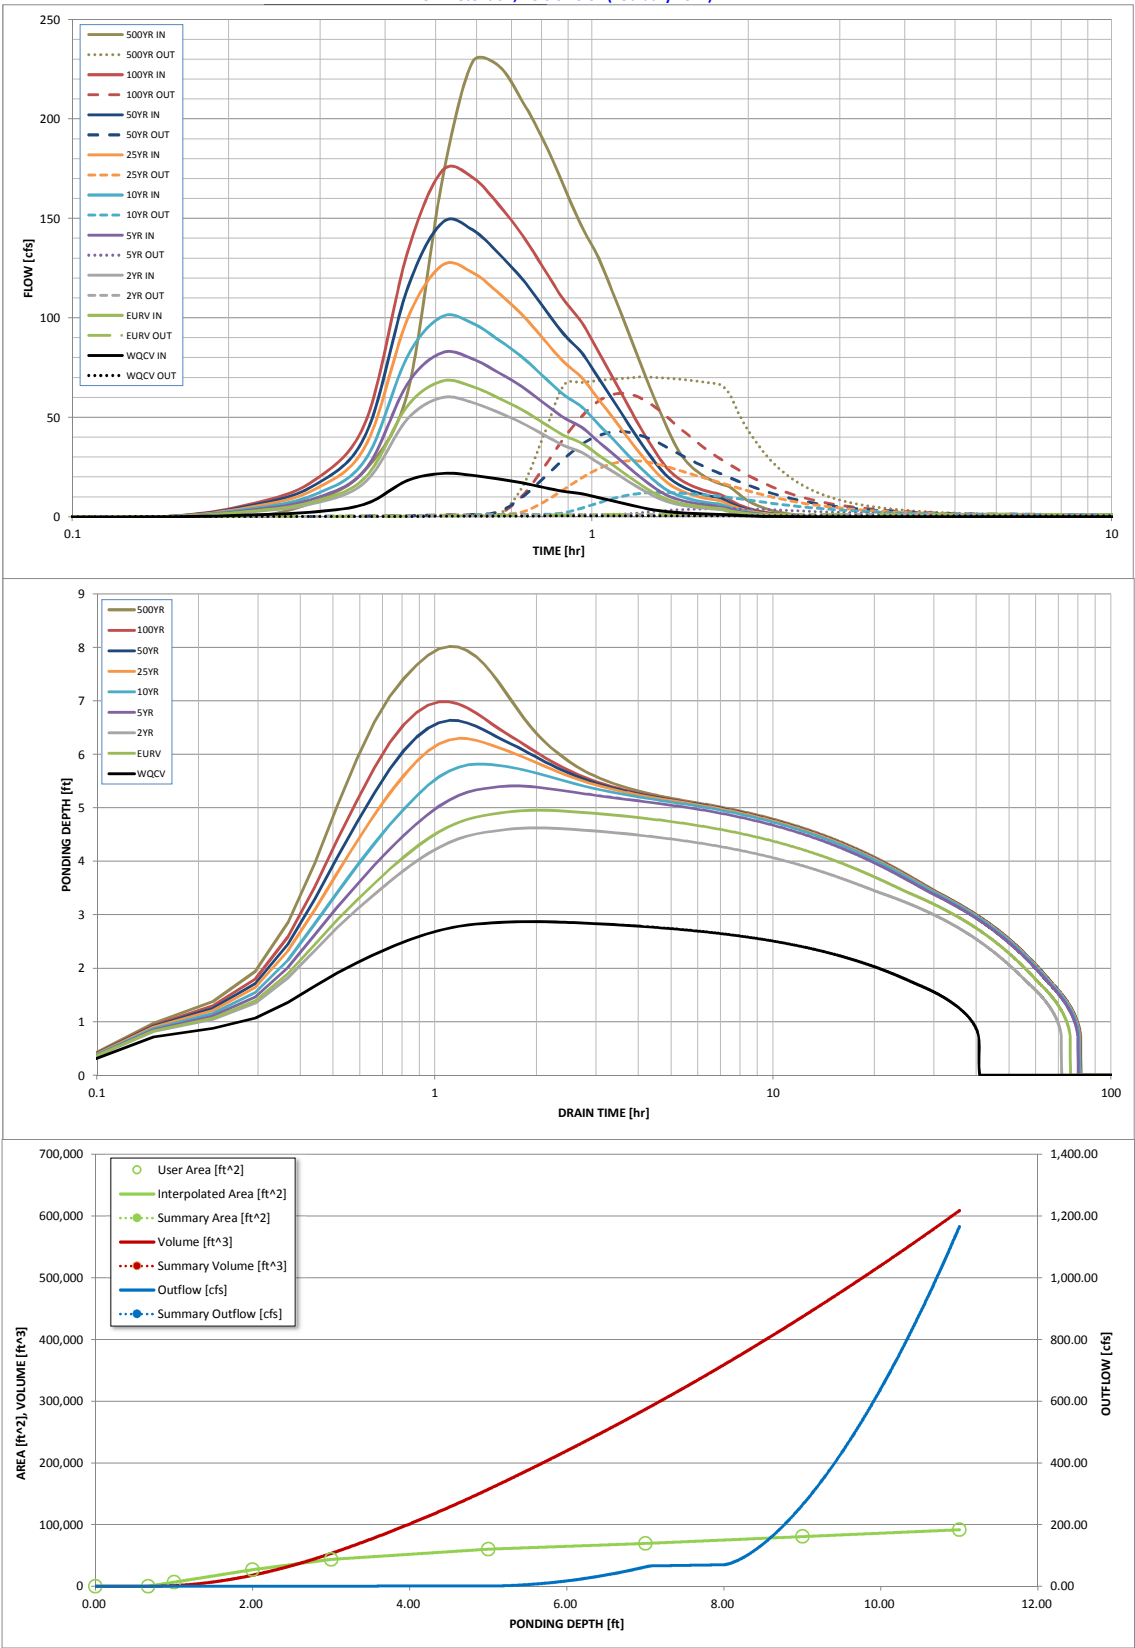 250
200
150
100
50
0
FLOW [cfs]
500YR IN
500YR OUT
100YR IN
100YR OUT
50YR IN
50YR OUT
25YR IN
25YR OUT
10YR IN
10YR OUT
5YR IN
5YR OUT
2YR IN
2YR OUT
EURV IN
EURV OUT
WQCV IN
WQCV OUT
0.1
1
10
TIME [hr]
9
8
7
6
5
4
3
2
1
0
PONDING DEPTH [ft]
500YR
100YR
50YR
25YR
10YR
5YR
2YR
EURV
WQCV
0.1
1
10
100
DRAIN TIME [hr]
700,000
600,000
500,000
400,000
300,000
200,000
100,000
0
AREA [ft^2], VOLUME [ft^3]
User Area [ft^2]
Interpolated Area [ft^2]
Summary Area [ft^2]
Volume [ft^3]
Summary Volume [ft^3]
Outflow [cfs]
Summary Outflow [cfs]
1,400.00
1,200.00
1,000.00
800.00
600.00
400.00
200.00
0.00
OUTFLOW [cfs]
0.00
2.00
4.00
6.00
8.00
10.00
12.00
PONDING DEPTH [ft]